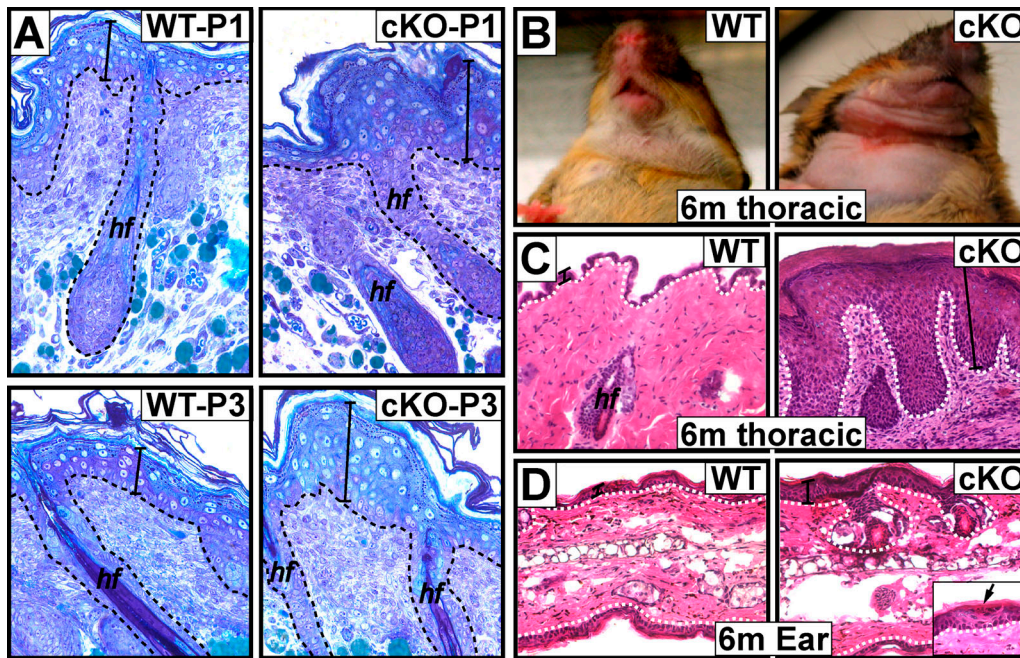 A
WT-P1
hf
cKO-P1
hf
hf
WT-P3
hf
cKO-P3
hf
hf
B
WT
cKO
6m thoracic
C
WT
hf
cKO
6m thoracic
D
WT
cKO
6m Ear